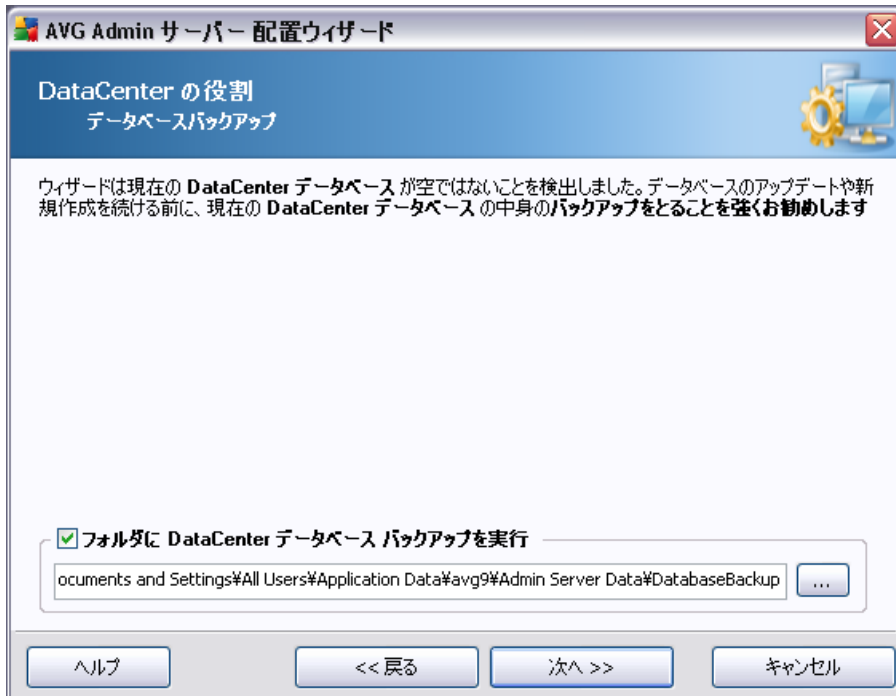 AVG Admin サーバー 配置ウィザード
DataCenter の役割
データベースバックアップ
ウィザードは現在の DataCenter データベース が空ではないことを検出しました。データベースのアップデートや新
規作成を続ける前に、現在の DataCenter データベース の中身のバックアップをとることを強くお勧めします
フォルダに DataCenter データベース バックアップを実行
ocuments and Settings¥All Users¥Application Data¥avg9¥Admin Server Data¥DatabaseBackup
...
ヘルプ
<< 戻る
次へ >>
キャンセル